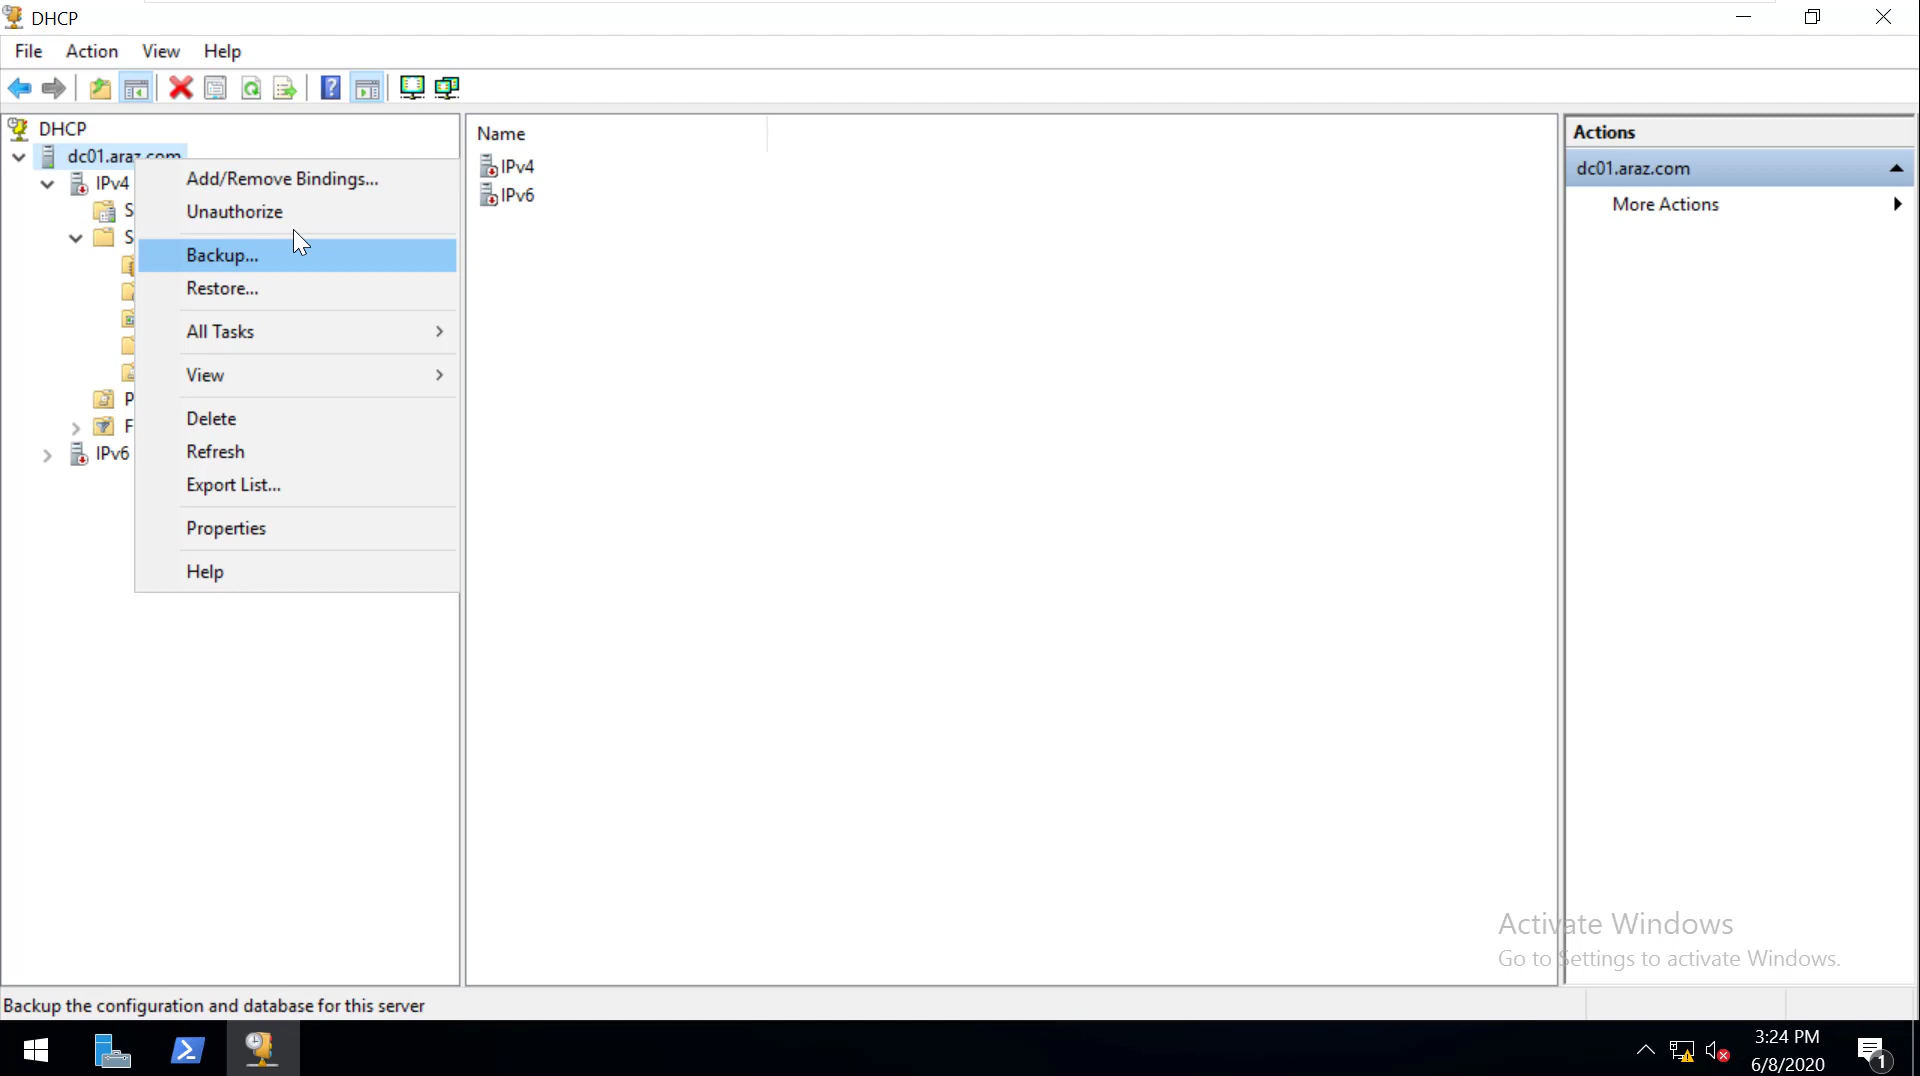 DHCP
File Action View Help
DHCP
dc01.araz.com
IPv4
S
S
P
F
IPv6
Add/Remove Bindings...
Unauthorize
Backup...
Restore...
All Tasks
View
Delete
Refresh
Export List...
Properties
Help
Name
IPv4
IPv6
Actions
dc01.araz.com
More Actions
Activate Windows
Go to Settings to activate Windows.
Backup the configuration and database for this server
3:24 PM
6/8/2020
1